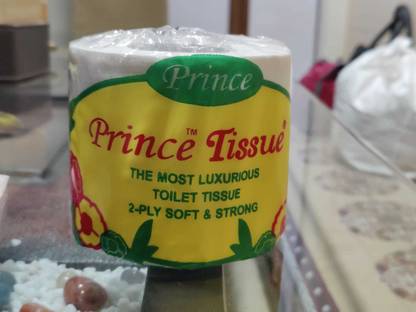 Prince
Prince™ Tissue®
THE MOST LUXURIOUS
TOILET TISSUE
2-PLY SOFT & STRONG